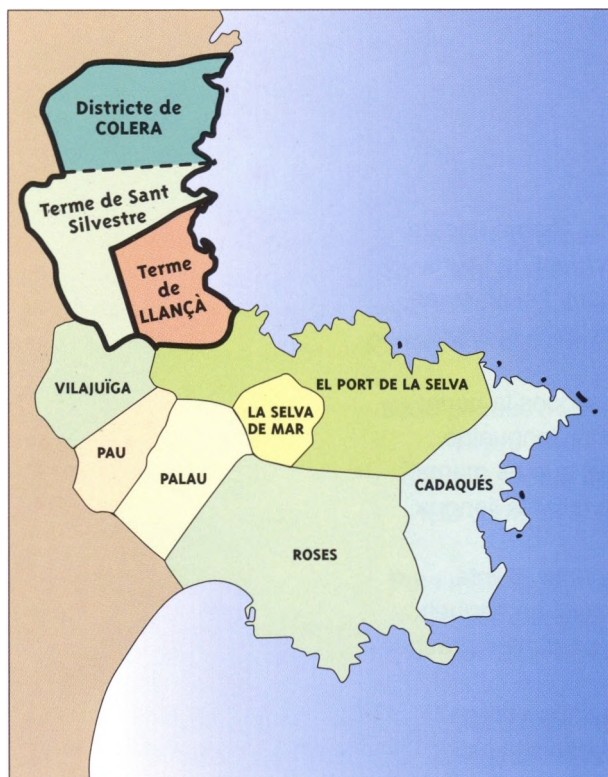 Districte de
COLERA
Terme de Sant
Silvestre
Terme
de
LLANÇÀ
VILAJUÏGA
EL PORT DE LA SELVA
LA SELVA
DE MAR
PAU
PALAU
CADAQUÉS
ROSES